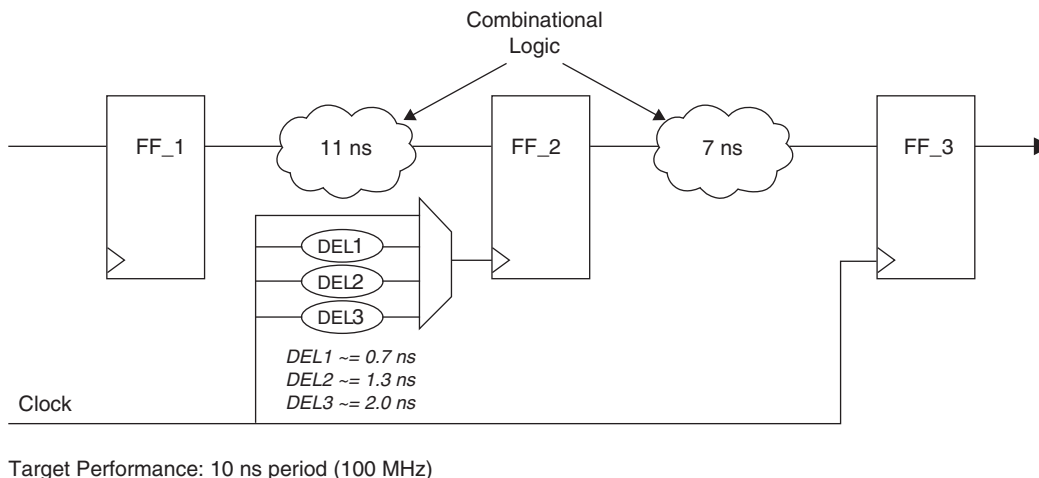 Combinational
Logic
FF_1
11 ns
FF_2
7 ns
FF_3
DEL1
DEL2
DEL3
DEL1 ~= 0.7 ns
DEL2 ~= 1.3 ns
DEL3 ~= 2.0 ns
Clock
Target Performance: 10 ns period (100 MHz)